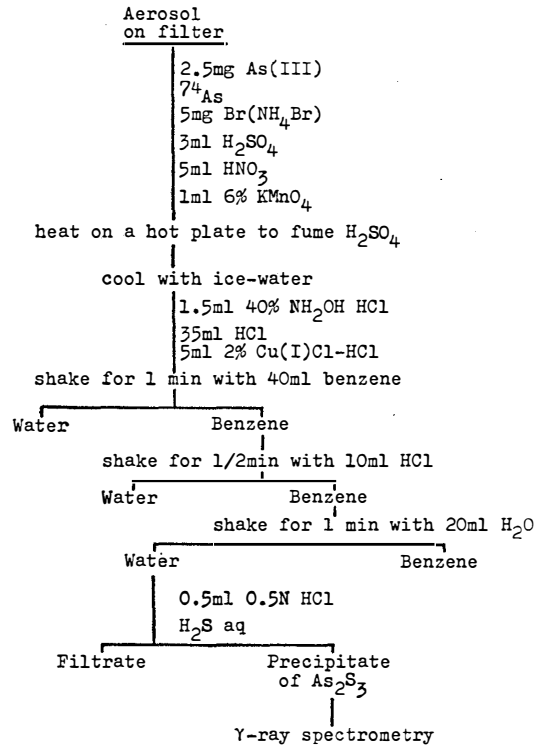 Aerosol
on filter
2.5mg As(III)
⁷⁴As
5mg Br(NH₄Br)
3ml H₂SO₄
5ml HNO₃
1ml 6% KMnO₄
heat on a hot plate to fume H₂SO₄
cool with ice-water
1.5ml 40% NH₂OH HCl
35ml HCl
5ml 2% Cu(I)Cl-HCl
shake for 1 min with 40ml benzene
Water Benzene
shake for 1/2min with 10ml HCl
Water Benzene
shake for 1 min with 20ml H₂O
Water Benzene
0.5ml 0.5N HCl
H₂S aq
Filtrate Precipitate
of As₂S₃
γ-ray spectrometry